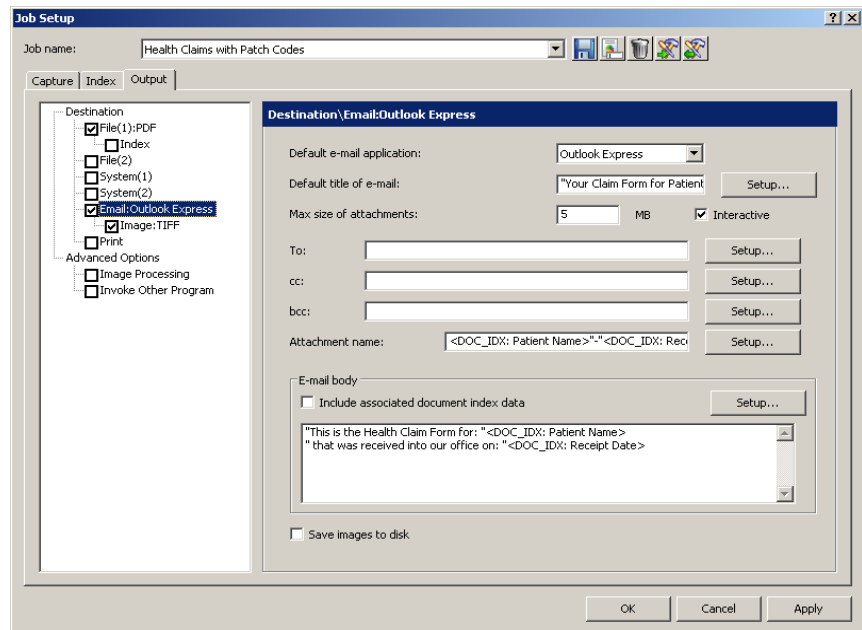 Job Setup
Job name: Health Claims with Patch Codes
Capture Index Output
Destination
File(1):PDF
Index
File(2)
System(1)
System(2)
Email:Outlook Express
Image:TIFF
Print
Advanced Options
Image Processing
Invoke Other Program
Destination\Email:Outlook Express
Default e-mail application: Outlook Express
Default title of e-mail: "Your Claim Form for Patient Setup...
Max size of attachments: 5 MB Interactive
To: Setup...
cc: Setup...
bcc: Setup...
Attachment name: <DOC_IDX: Patient Name>"-"<DOC_IDX: Rece Setup...
E-mail body
Include associated document index data Setup...
"This is the Health Claim Form for: "<DOC_IDX: Patient Name>
" that was received into our office on: "<DOC_IDX: Receipt Date>
Save images to disk
OK Cancel Apply